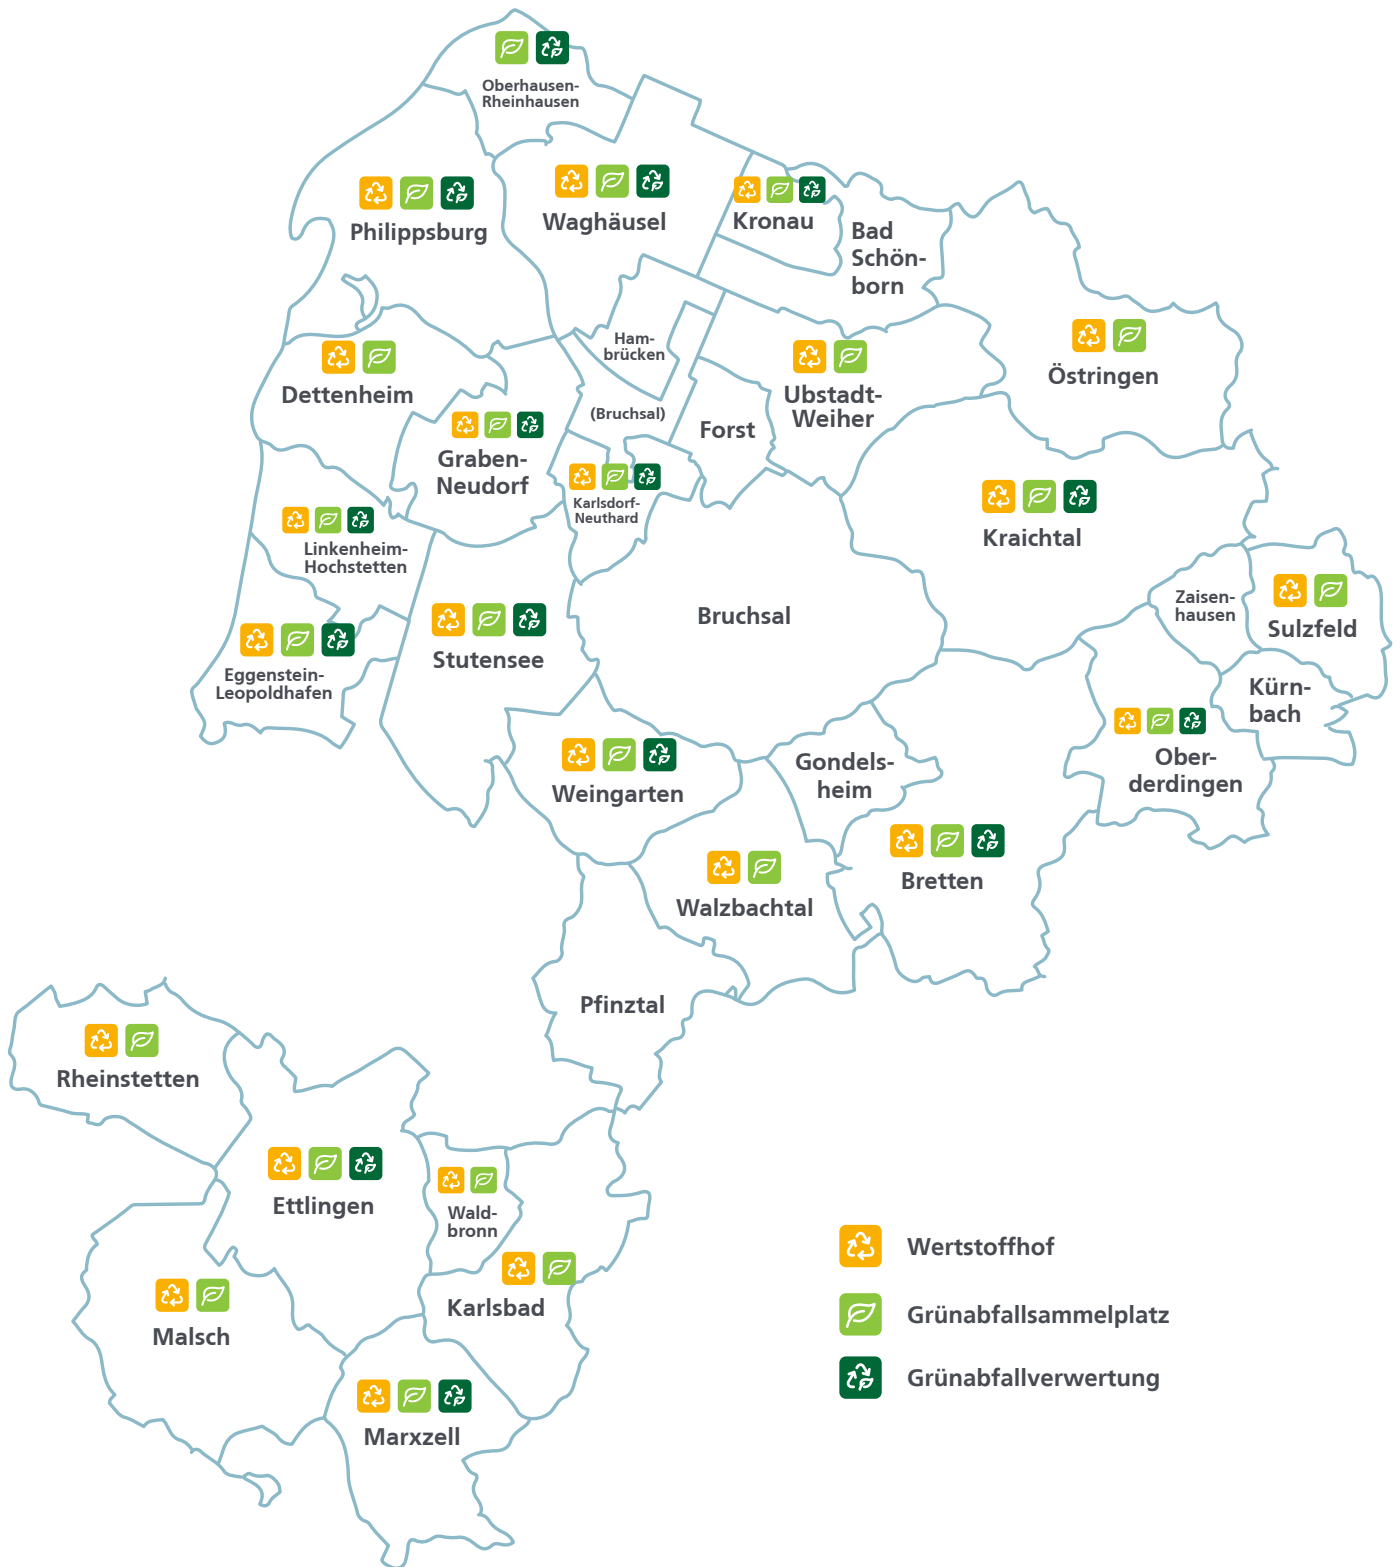 Oberhausen-
Rheinhausen
Philippsburg
Waghäusel
Kronau
Bad
Schön-
born
Ham-
brücken
Östringen
Dettenheim
Ubstadt-
Weiher
(Bruchsal)
Forst
Graben-
Neudorf
Karlsdorf-
Neuthard
Kraichtal
Linkenheim-
Hochstetten
Bruchsal
Zaisen-
hausen
Sulzfeld
Stutensee
Eggenstein-
Leopoldhafen
Kürn-
bach
Ober-
derdingen
Gondels-
heim
Weingarten
Bretten
Walzbachtal
Pfinztal
Rheinstetten
Ettlingen
Wald-
bronn
Karlsbad
Malsch
Marxzell
Wertstoffhof
Grünabfallsammelplatz
Grünabfallverwertung